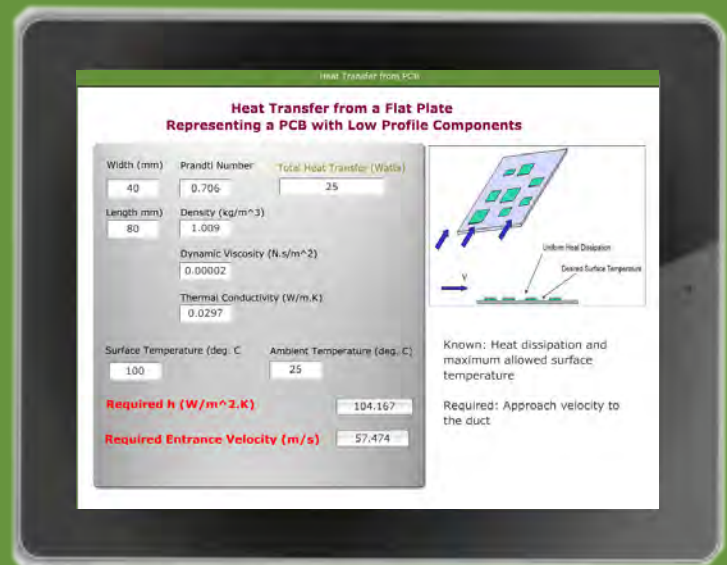 Heat Transfer from PCB
Heat Transfer from a Flat Plate
Representing a PCB with Low Profile Components
Width (mm) Prandtl Number Total Heat Transfer (Watts)
40 0.706 25
Length mm) Density (kg/m^3)
80 1.009
Dynamic Viscosity (N.s/m^2)
0.00002
Thermal Conductivity (W/m.K)
0.0297
Surface Temperature (deg. C Ambient Temperature (deg. C)
100 25
Required h (W/m^2.K) 104.167
Required Entrance Velocity (m/s) 57.474
Uniform Heat Dissipation
Desired Surface Temperature
V
Known: Heat dissipation and
maximum allowed surface
temperature
Required: Approach velocity to
the duct